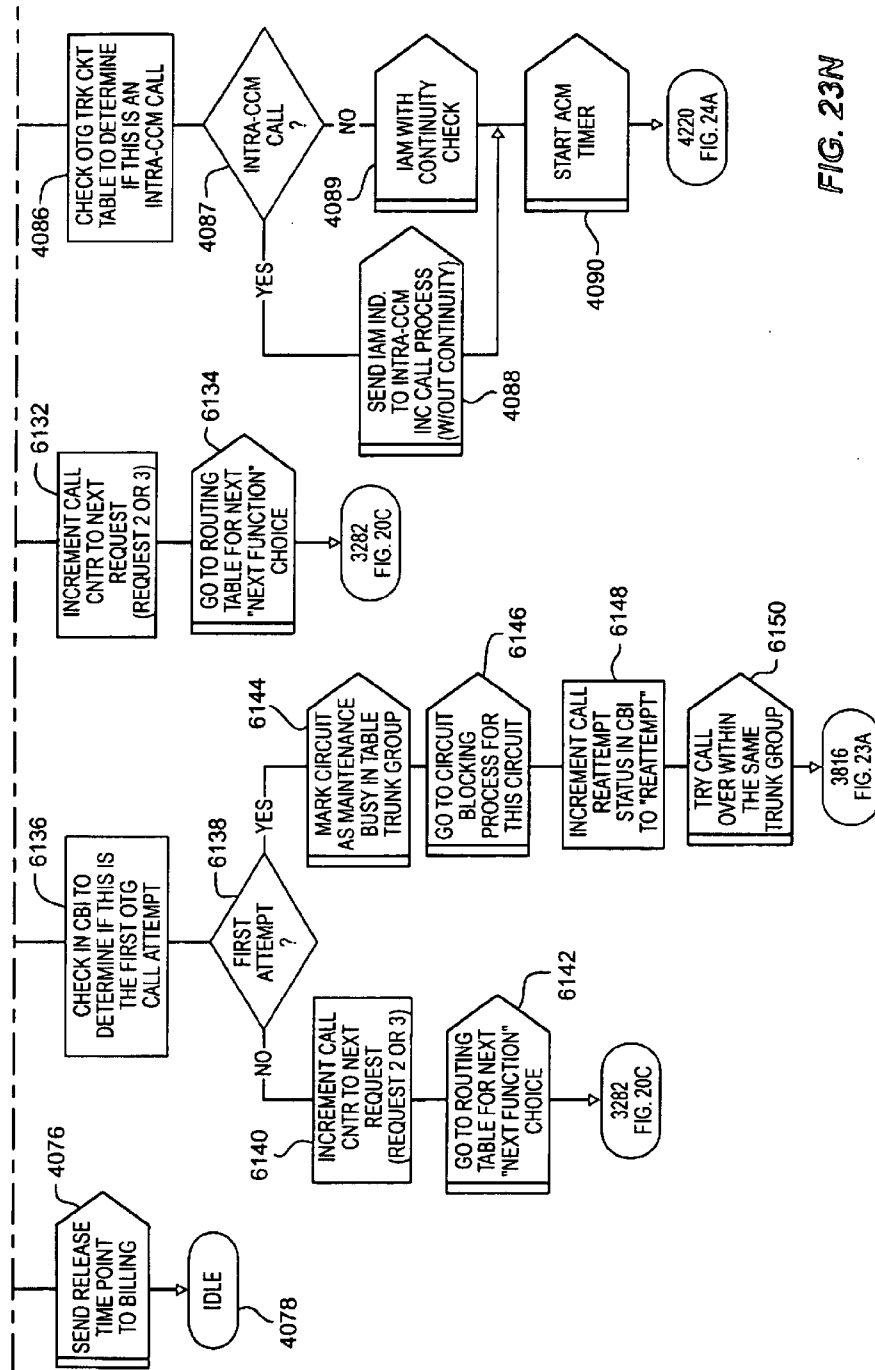 4076
SEND RELEASE
TIME POINT
TO BILLING
IDLE
4078
6136
CHECK IN CBI TO
DETERMINE IF THIS IS
THE FIRST OTG
CALL ATTEMPT
6138
FIRST
ATTEMPT
?
NO
YES
6140
INCREMENT CALL
CNTR TO NEXT
REQUEST
(REQUEST 2 OR 3)
6142
GO TO ROUTING
TABLE FOR NEXT
"NEXT FUNCTION"
CHOICE
3282
FIG. 20C
6144
MARK CIRCUIT
AS MAINTENANCE
BUSY IN TABLE
TRUNK GROUP
6146
GO TO CIRCUIT
BLOCKING
PROCESS FOR
THIS CIRCUIT
6148
INCREMENT CALL
REATTEMPT
STATUS IN CBI
TO "REATTEMPT"
6150
TRY CALL
OVER WITHIN
THE SAME
TRUNK GROUP
3816
FIG. 23A
6132
INCREMENT CALL
CNTR TO NEXT
REQUEST
(REQUEST 2 OR 3)
6134
GO TO ROUTING
TABLE FOR NEXT
"NEXT FUNCTION"
CHOICE
3282
FIG. 20C
4086
CHECK OTG TRK CKT
TABLE TO DETERMINE
IF THIS IS AN
INTRA-CCM CALL
4087
INTRA-CCM
CALL
?
YES
NO
SEND IAM IND.
TO INTRA-CCM
INC CALL PROCESS
(W/OUT CONTINUITY)
4088
4089
IAM WITH
CONTINUITY
CHECK
START ACM
TIMER
4090
4220
FIG. 24A
FIG. 23N